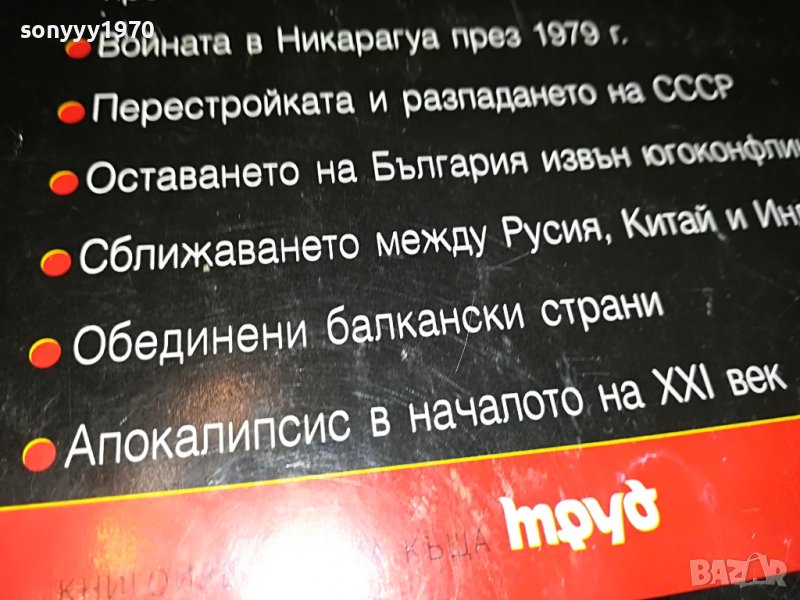 sonyyy1970
Войната в Никарагуа през 1979 г.
Перестройката и разпадането на СССР
Оставането на България извън югоконфли
Сближаването между Русия, Китай и Ин
Обединени балкански страни
Апокалипсис в началото на XXI век
труд
КЪЩА
BAZAR